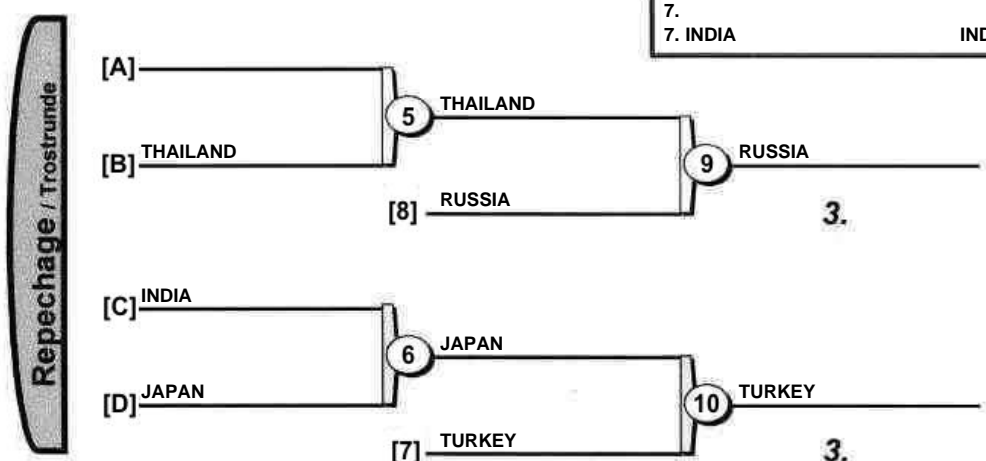 7.
7. INDIA
Repechage / Trostrunde
[A]
5 THAILAND
[B] THAILAND
9 RUSSIA
[8] RUSSIA
3.
[C] INDIA
6 JAPAN
[D] JAPAN
10 TURKEY
[7] TURKEY
3.